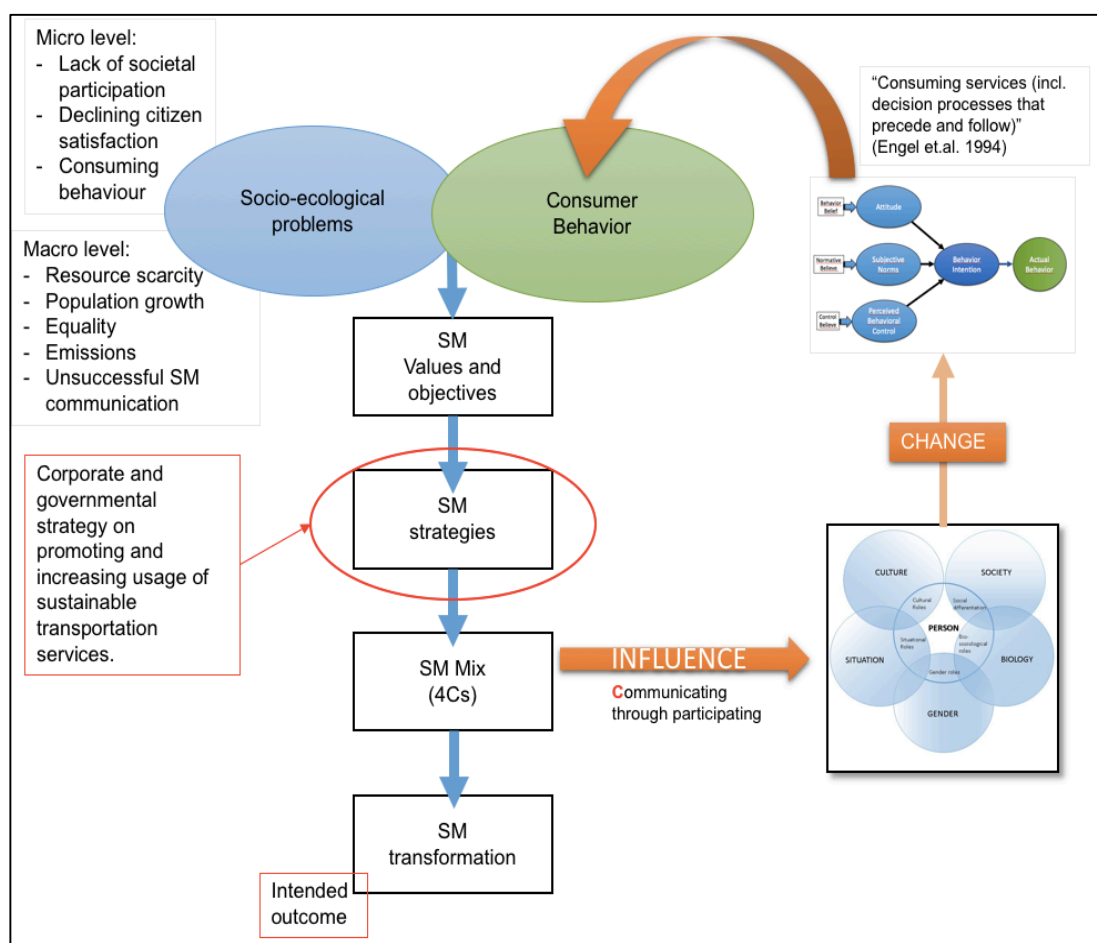 Micro level:
- Lack of societal
participation
- Declining citizen
satisfaction
- Consuming
behaviour
Macro level:
- Resource scarcity
- Population growth
- Equality
- Emissions
- Unsuccessful SM
communication
Socio-ecological
problems
Consumer
Behavior
"Consuming services (incl.
decision processes that
precede and follow)"
(Engel et.al. 1994)
Behavior
Belief
Attitude
Normative
Believe
Subjective
Norms
Control
Believe
Perceived
Behavioral
Control
Behavior
Intention
Actual
Behavior
SM
Values and
objectives
Corporate and
governmental
strategy on
promoting and
increasing usage of
sustainable
transportation
services.
SM
strategies
SM Mix
(4Cs)
INFLUENCE
Communicating
through participating
CHANGE
CULTURE
SOCIETY
Cultural
Roles
Social
differentation
PERSON
Situational
Roles
Bio-
sociological
roles
SITUATION
BIOLOGY
Gender roles
GENDER
SM
transformation
Intended
outcome